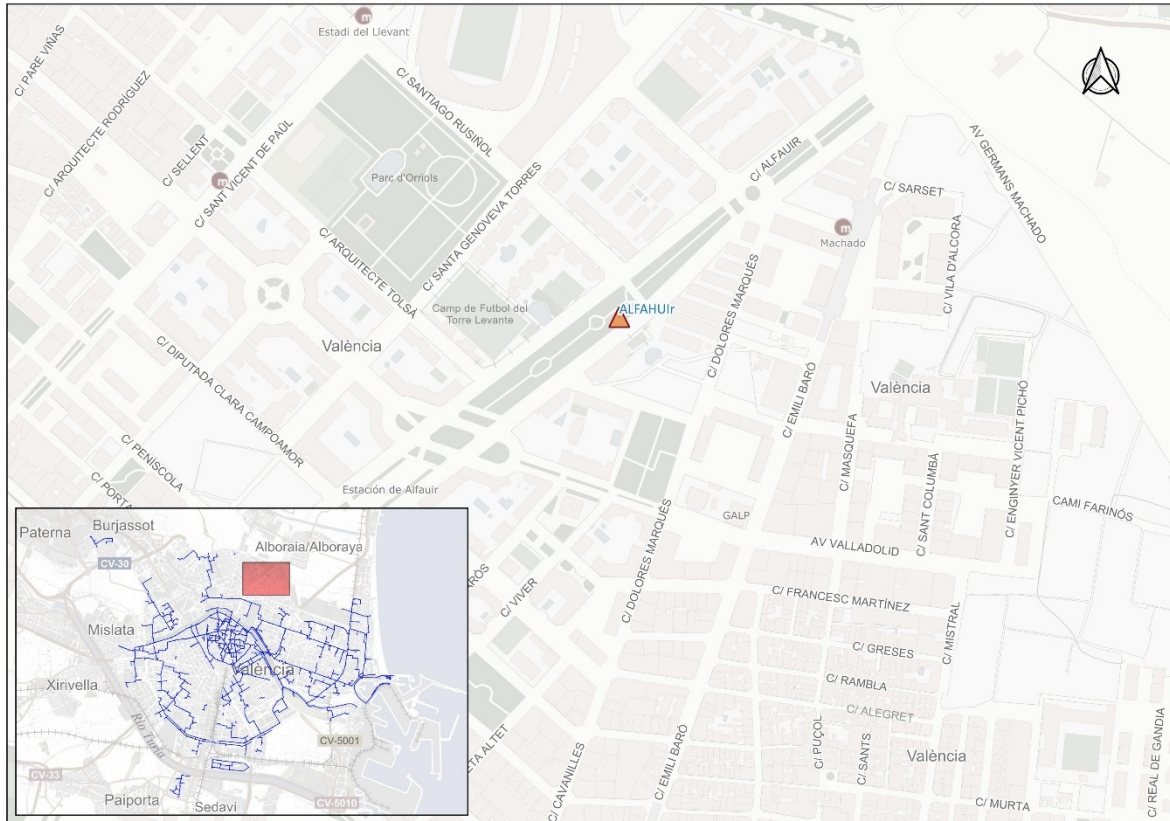 C/ PARE VIÑAS
Estadi del Llevant
C/ ARQUITECTE RODRÍGUEZ
C/ SELLENT
C/ SANT VICENT DE PAÜL
C/ SANTIAGO RUSIÑOL
Parc d'Orriols
C/ SANTA GENOVEVA TORRES
C/ ALFAUIR
AV GERMANS MACHADO
C/ SARSET
Machado
C/ VILA D'ALCORA
C/ ARQUITECTE TOLSÁ
Camp de Futbol del
Torre Levante
ALFAHUIr
C/ DOLORES MARQUÉS
València
C/ EMILI BARÓ
València
C/ DIPUTADA CLARA CAMPOAMOR
C/ MASQUEFA
C/ ENGINYER VICENT PICHÓ
C/ PENÍSCOLA
C/ SANT COLUMBÀ
Estación de Alfauir
CAMI FARINÓS
C/ DOLORES MARQUÉS
GALP
AV VALLADOLID
C/ VIVER
C/ FRANCESC MARTÍNEZ
C/ GRESES
C/ MISTRAL
C/ RAMBLA
C/ ALEGRET
C/ PUÇOL
C/ SANTS
València
C/ CAVANILLES
C/ EMILI BARÓ
C/ MURTA
C/ REAL DE GANDIA
ETA ALTET
Paterna
Burjassot
CV-30
Alboraia/Alboraya
Mislata
València
Xirivella
Río Turia
CV-5001
CV-33
Paiporta
Sedaví
CV-5010